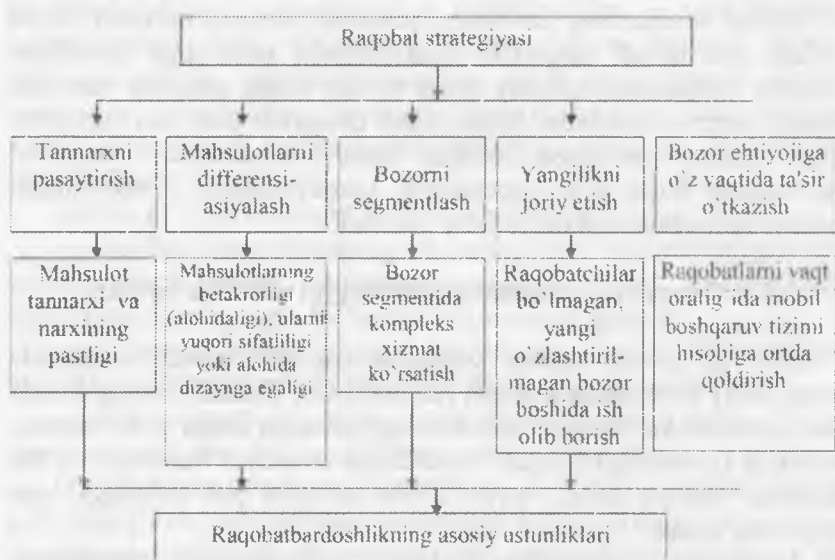 Raqobat strategiyasi
Tannarxni
pasaytirish
Mahsulotlarni
differensi-
asiyalash
Bozorni
segmentlash
Yangilikni
joriy etish
Bozor ehtiyojiga
o`z vaqtida ta'sir
o`tkazish
Mahsulot
tannarxi va
narxining
pastligi
Mahsulotlarning
betakrorligi
(alohidaligi), ularni
yuqori sifatliligi
yoki alohida
dizaynga egaligi
Bozor
segmentida
kompleks
xizmat
ko`rsatish
Raqobatchilar
bo`lmagan,
yangi
o`zlashtiril-
magan bozor
boshida ish
olib borish
Raqobatlarni vaqt
oralig ida mobil
boshqaruv tizimi
hisobiga ortda
qoldirish
Raqobatbardoshlikning asosiy ustunliklari